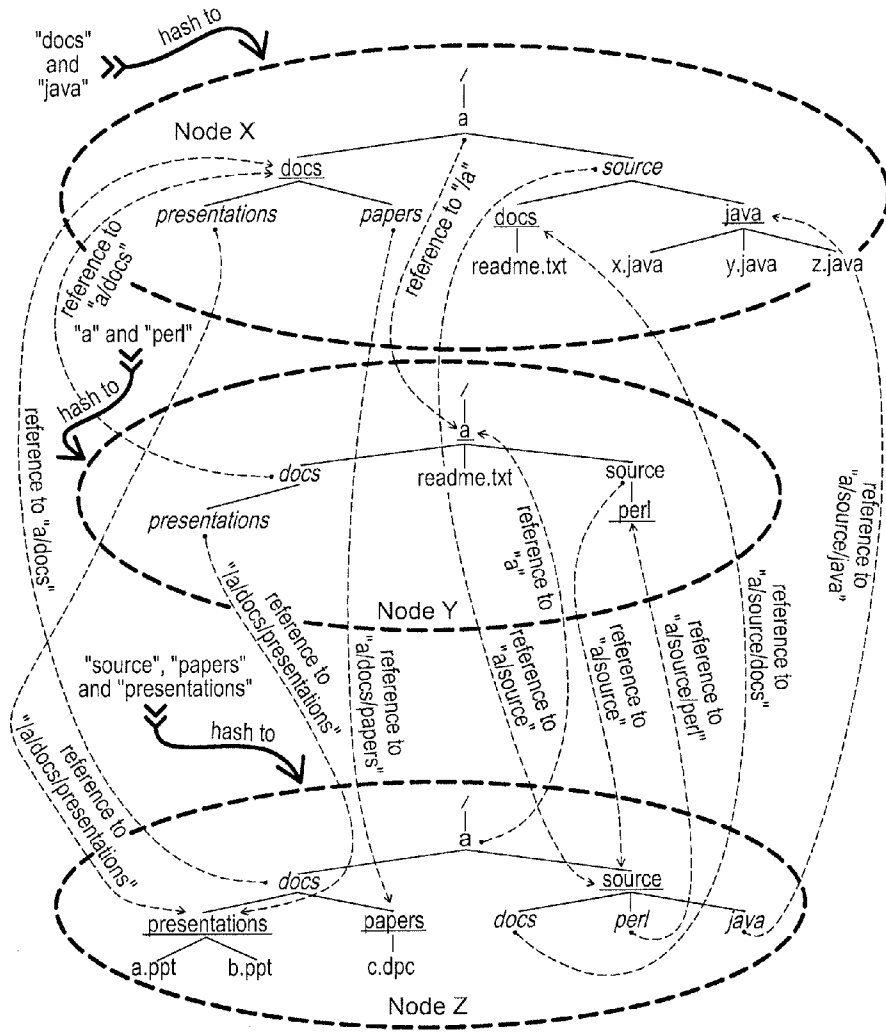 "docs"
and
"java"
hash to
Node X
/
a
docs
source
presentations
papers
docs
java
readme.txt
x.java
y.java
z.java
reference to
"a/docs"
reference to "/a"
"a" and "perl"
hash to
/
a
docs
readme.txt
source
presentations
perl
Node Y
reference to "a/docs"
reference to
"/a/docs/presentations"
reference to
"a/docs/papers"
reference to
"a"
reference to
"a/source"
reference to
"a/source"
reference to
"a/source/perl"
reference to
"a/source/docs"
reference to
"a/source/java"
"source", "papers"
and "presentations"
hash to
reference to
"/a/docs/presentations"
/
a
docs
source
presentations
papers
docs
perl
java
a.ppt
b.ppt
c.dpc
Node Z